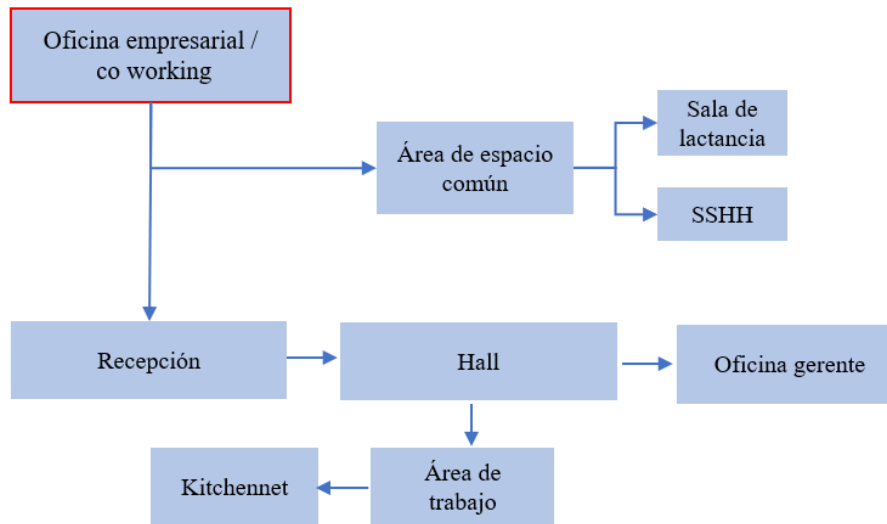 Oficina empresarial /
co working
Área de espacio
común
Sala de
lactancia
SSHH
Recepción
Hall
Oficina gerente
Kitchennet
Área de
trabajo